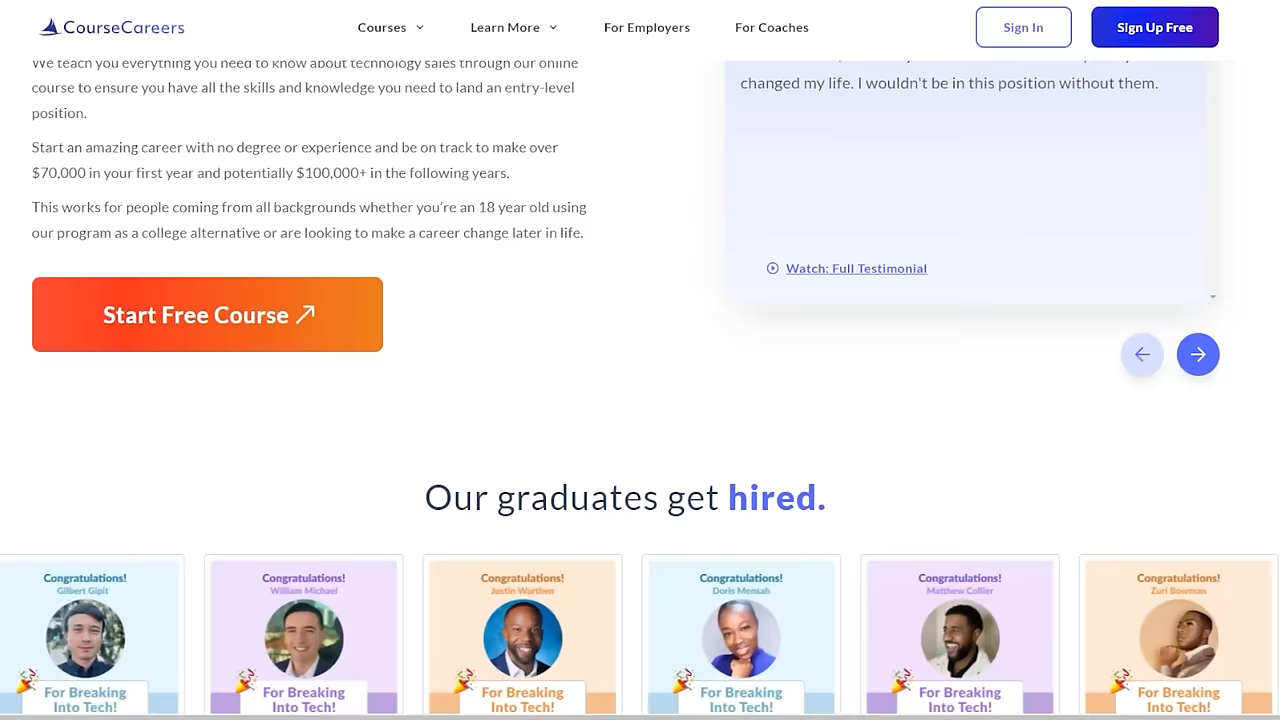 CourseCareers
Courses
Learn More
For Employers
For Coaches
Sign In
Sign Up Free
We teach you everything you need to know about technology sales through our online
course to ensure you have all the skills and knowledge you need to land an entry-level
position.
Start an amazing career with no degree or experience and be on track to make over
$70,000 in your first year and potentially $100,000+ in the following years.
This works for people coming from all backgrounds whether you're an 18 year old using
our program as a college alternative or are looking to make a career change later in life.
Start Free Course
changed my life. I wouldn't be in this position without them.
Watch: Full Testimonial
Our graduates get hired.
Congratulations!
Gilbert Gipit
For Breaking
Into Tech!
Congratulations!
William Michael
For Breaking
Into Tech!
Congratulations!
Justin Warthen
For Breaking
Into Tech!
Congratulations!
Doris Mensah
For Breaking
Into Tech!
Congratulations!
Matthew Collier
For Breaking
Into Tech!
Congratulations!
Zuri Bowman
For Breaking
Into Tech!